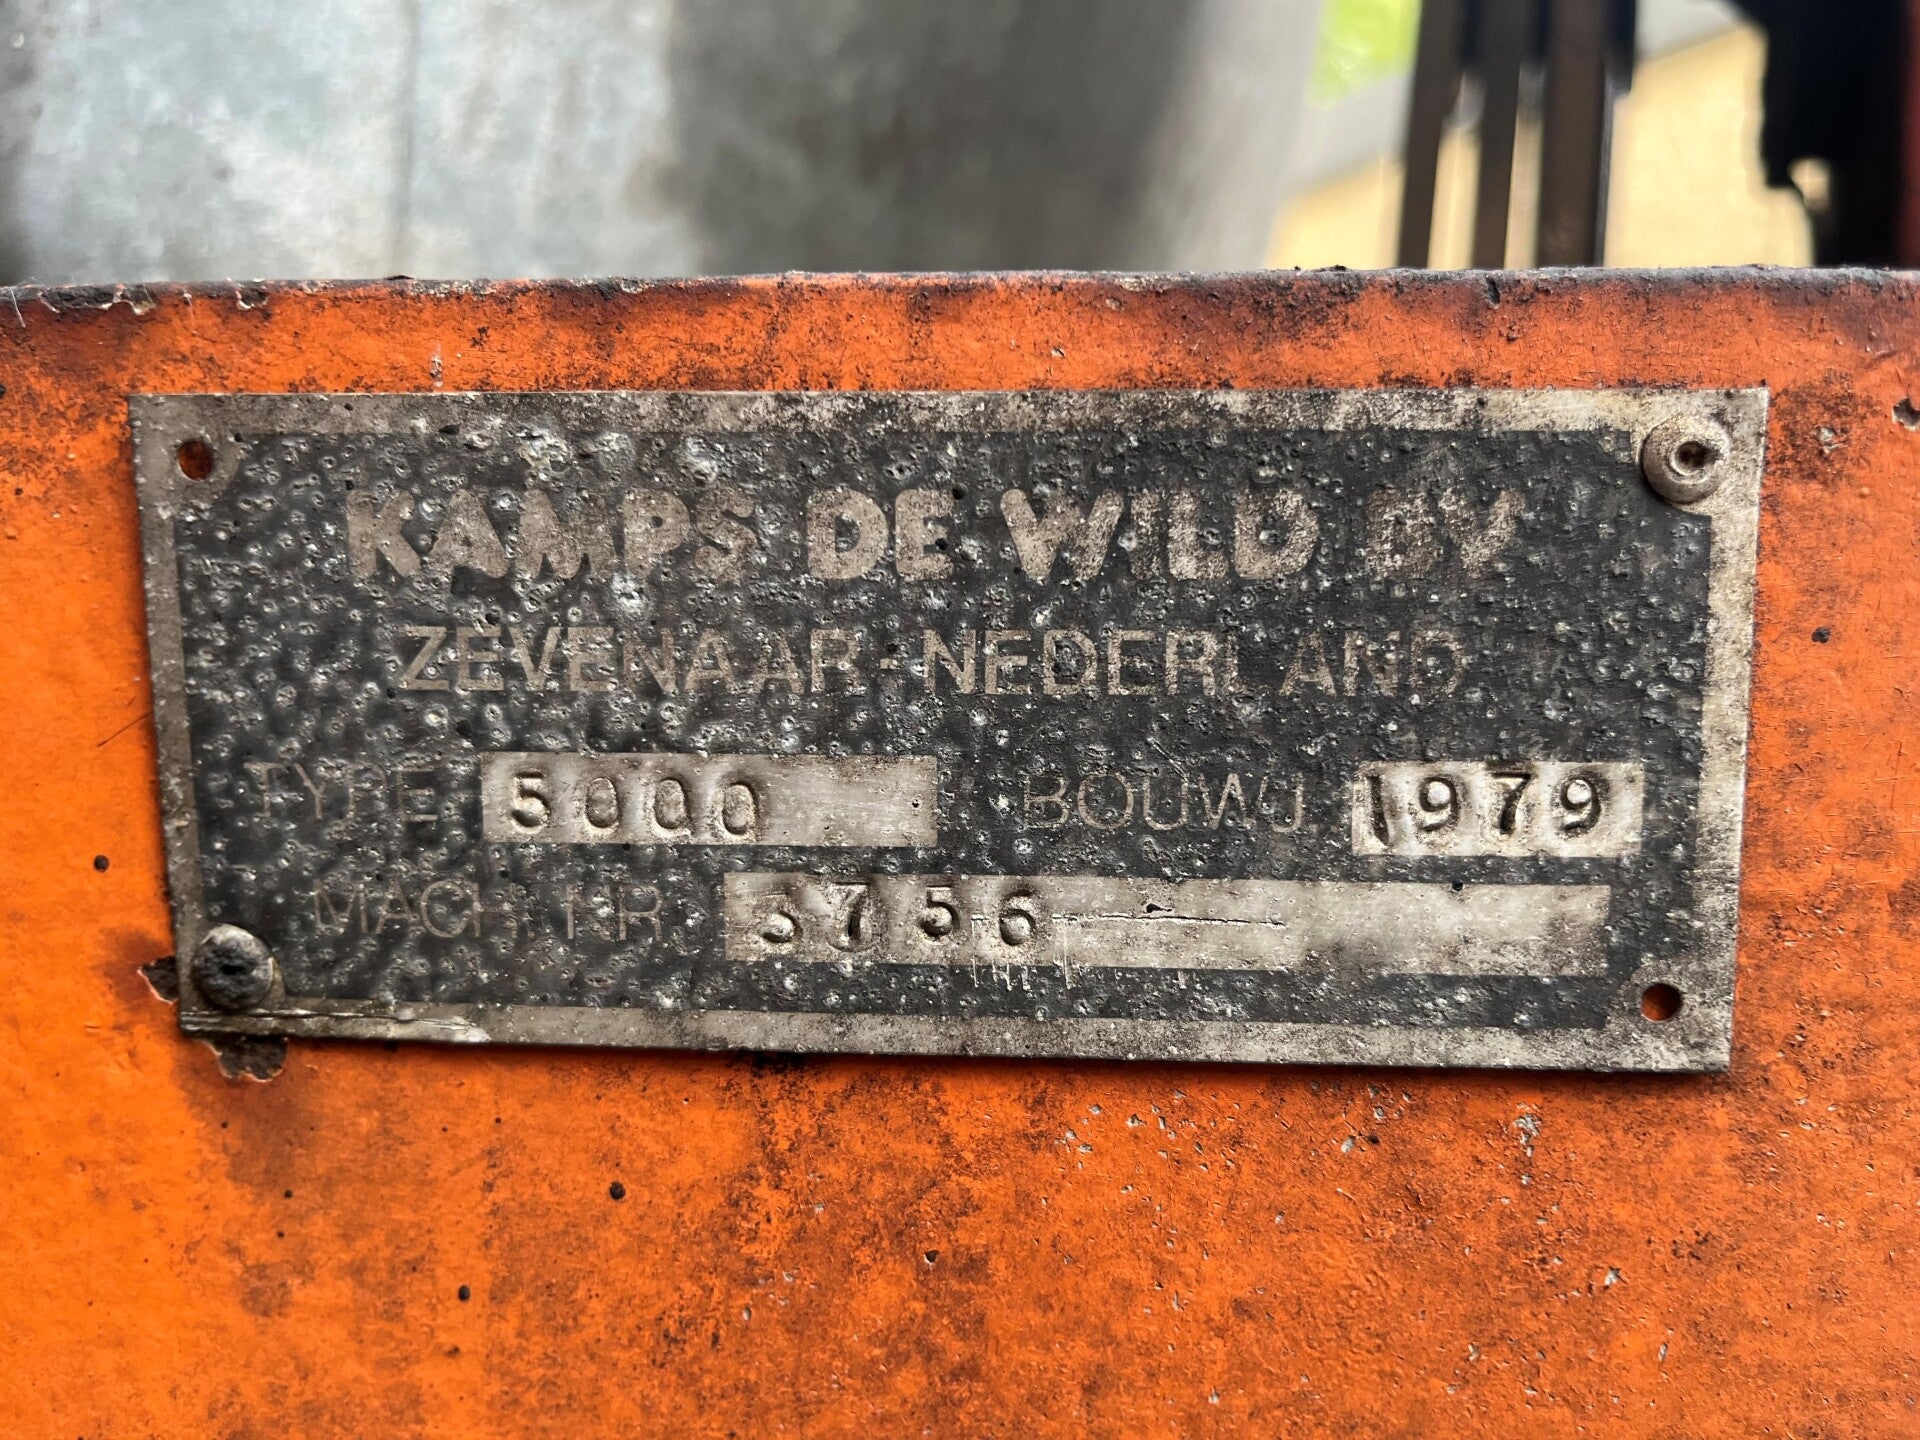 KAMPS DE WILD BV
ZEVENAAR-NEDERLAND
TYPE 5000 BOUWJ 1979
MACH. NR 3756